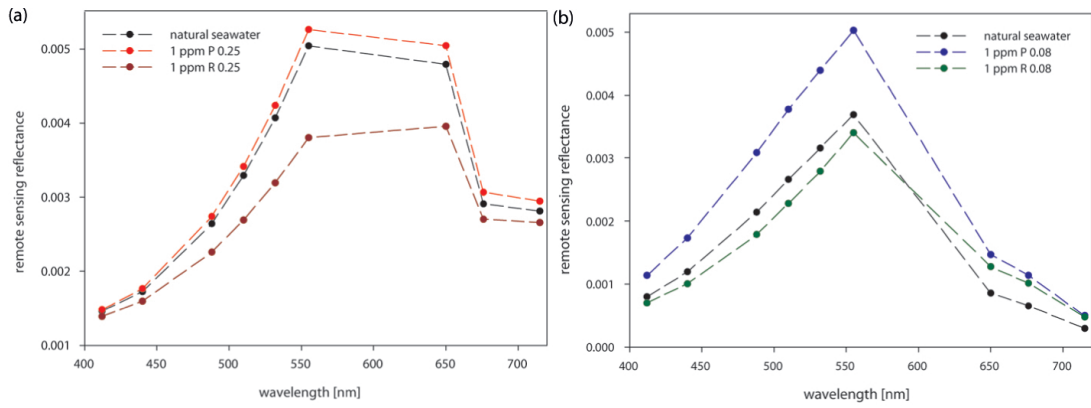 (a)
natural seawater
1 ppm P 0.25
1 ppm R 0.25
0.005
0.004
0.003
0.002
0.001
remote sensing reflectance
400 450 500 550 600 650 700
wavelength [nm]
(b)
natural seawater
1 ppm P 0.08
1 ppm R 0.08
0.005
0.004
0.003
0.002
0.001
0.000
remote sensing reflectance
400 450 500 550 600 650 700
wavelength [nm]